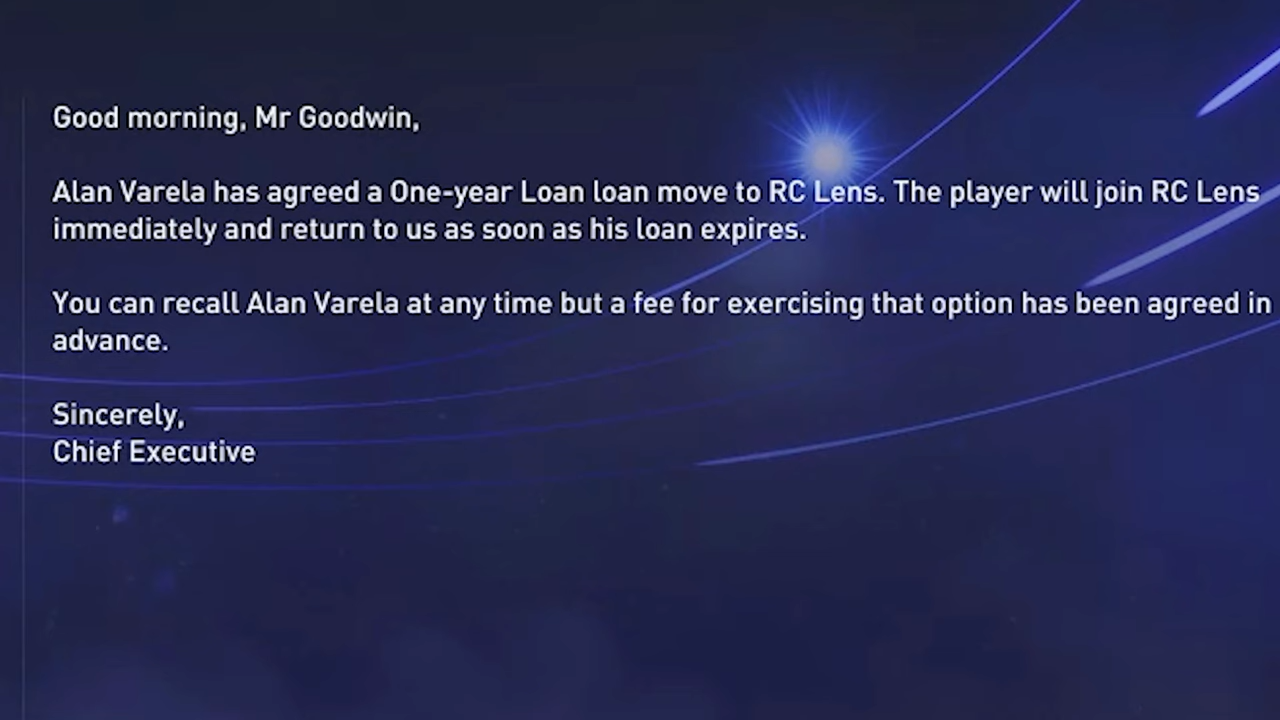 Good morning, Mr Goodwin,
Alan Varela has agreed a One-year Loan loan move to RC Lens. The player will join RC Lens
immediately and return to us as soon as his loan expires.
You can recall Alan Varela at any time but a fee for exercising that option has been agreed in
advance.
Sincerely,
Chief Executive